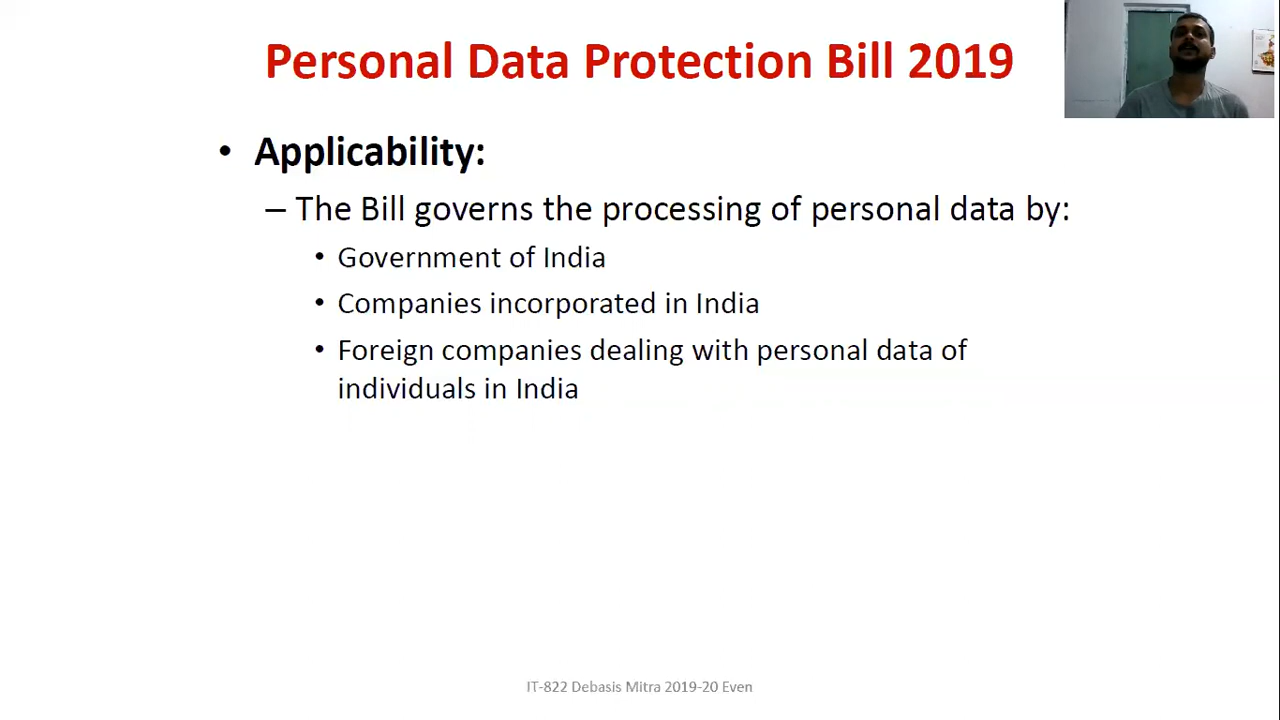 Personal Data Protection Bill 2019
• Applicability:
– The Bill governs the processing of personal data by:
• Government of India
• Companies incorporated in India
• Foreign companies dealing with personal data of
individuals in India
IT-822 Debasis Mitra 2019-20 Even